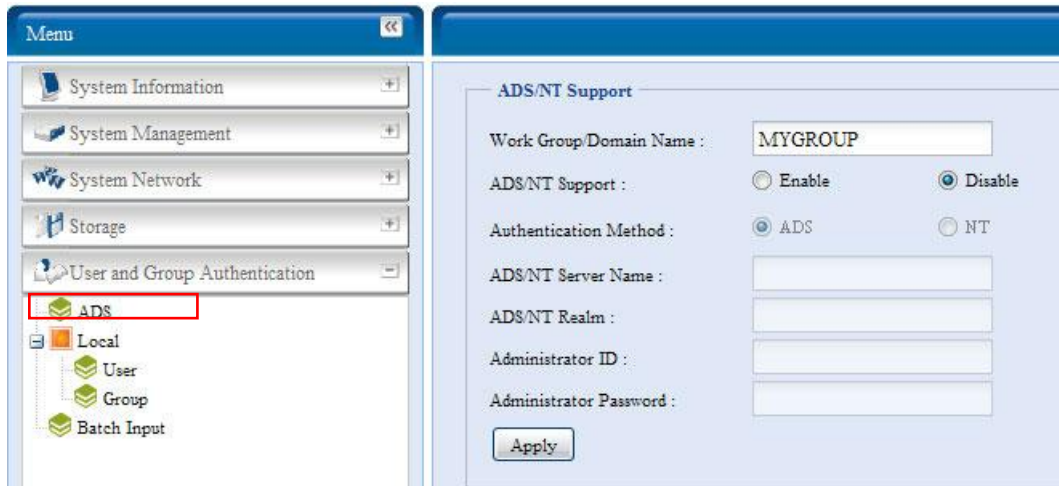 Menu
System Information
System Management
System Network
Storage
User and Group Authentication
ADS
Local
User
Group
Batch Input
ADS/NT Support
Work Group/Domain Name : MYGROUP
ADS/NT Support : Enable Disable
Authentication Method : ADS NT
ADS/NT Server Name :
ADS/NT Realm :
Administrator ID :
Administrator Password :
Apply